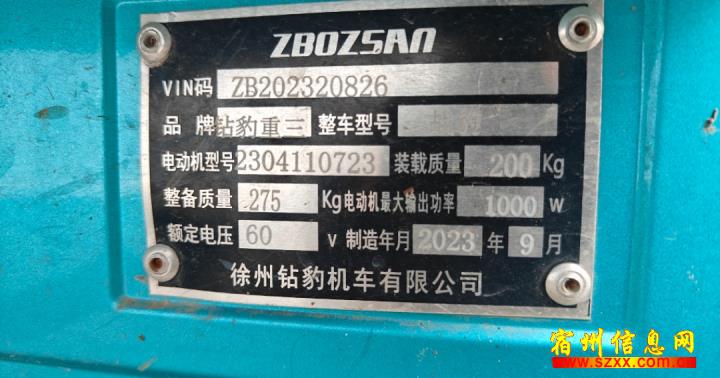 ZBOZSAN
VIN码 ZB202320826
品牌 钻豹重三 整车型号
电动机型号 2304110723 装载质量 200 Kg
整备质量 275 Kg 电动机最大输出功率 1000 W
额定电压 60 V 制造年月 2023 年 9 月
徐州钻豹机车有限公司
宿州信息网
www.szxx.com.cn